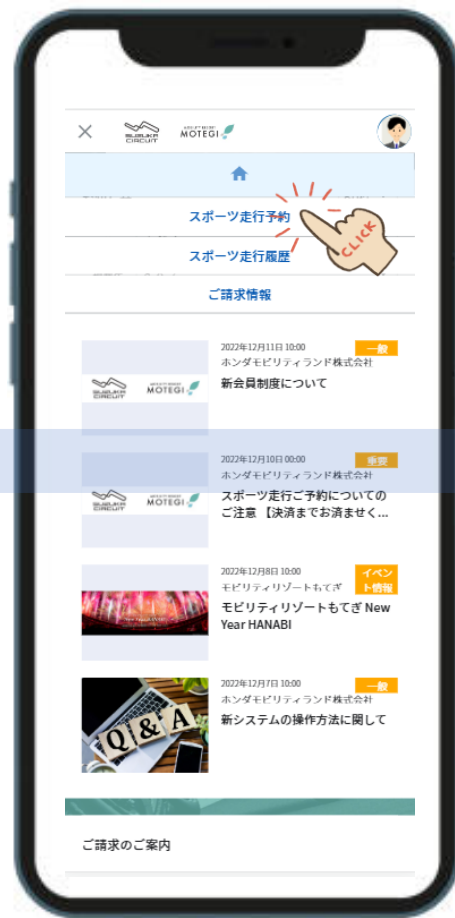 SUZUKA CIRCUIT
MOBILITY RESORT
MOTEGI
スポーツ走行予約
CLICK
スポーツ走行履歴
ご請求情報
2022年12月11日 10:00
一般
ホンダモビリティランド株式会社
新会員制度について
SUZUKA CIRCUIT
MOBILITY RESORT
MOTEGI
2022年12月10日 00:00
重要
ホンダモビリティランド株式会社
スポーツ走行ご予約についての
ご注意 【決済までお済ませく...
SUZUKA CIRCUIT
MOBILITY RESORT
MOTEGI
2022年12月8日 10:00
イベン
ト情報
モビリティリゾートもてぎ
モビリティリゾートもてぎ New
Year HANABI
2022年12月7日 10:00
一般
ホンダモビリティランド株式会社
新システムの操作方法に関して
Q&A
ご請求のご案内